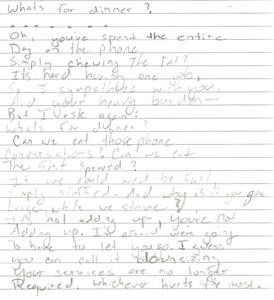 Whats for dinner?
Oh, you've spent the entire
Day on the phone
Simply chewing The Fat?
Its hard having one job,
So I sympathize with you.
And your heavy burden—
But I ask again:
Whats for dinner?
Can we eat those phone
Conversations? Can we eat
The Shit spewed?
If we could we'd be full
Simply stuffed. And why is it you grow
Large while we starve?
It's not adding up, you're not
Adding up. I'm afraid we're going
To have to let you go. I guess
you can call it downsizing
Your services are no longer
Required. Whichever hurts the most.